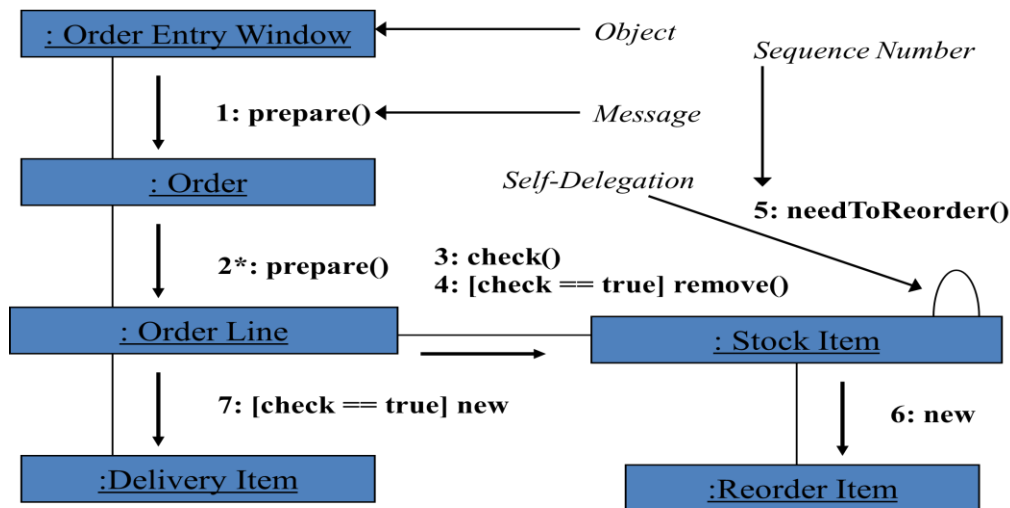 : Order Entry Window
Object
Sequence Number
1: prepare()
Message
: Order
Self-Delegation
5: needToReorder()
2*: prepare()
3: check()
4: [check == true] remove()
: Order Line
: Stock Item
7: [check == true] new
6: new
:Delivery Item
:Reorder Item